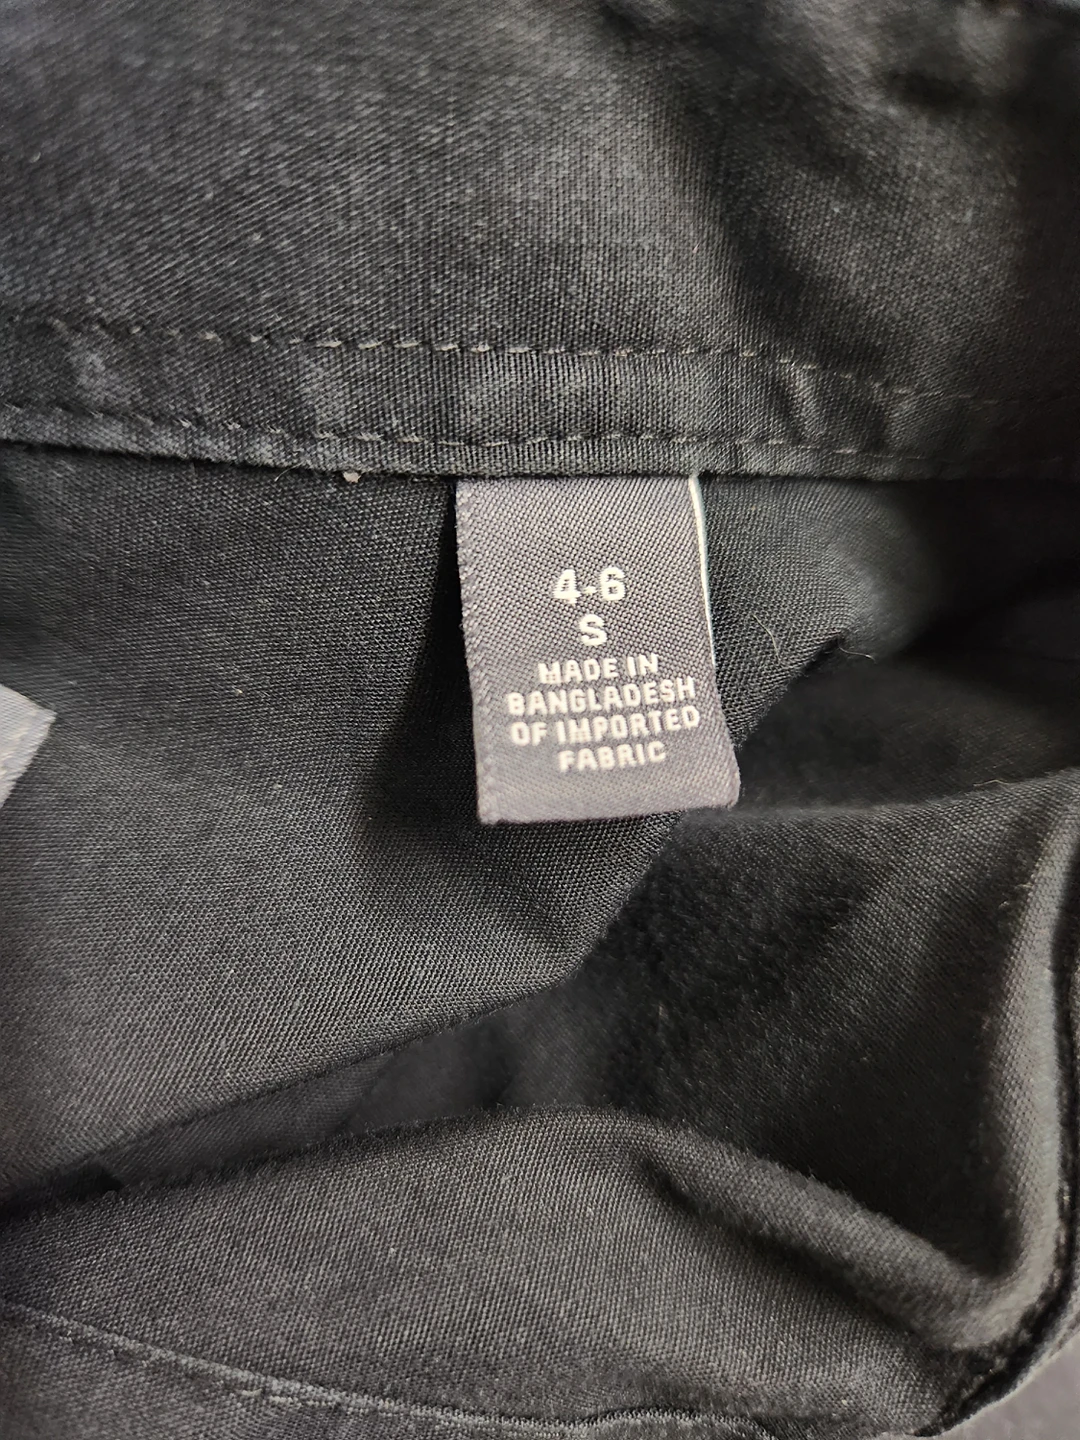 4-6
S
MADE IN
BANGLADESH
OF IMPORTED
FABRIC